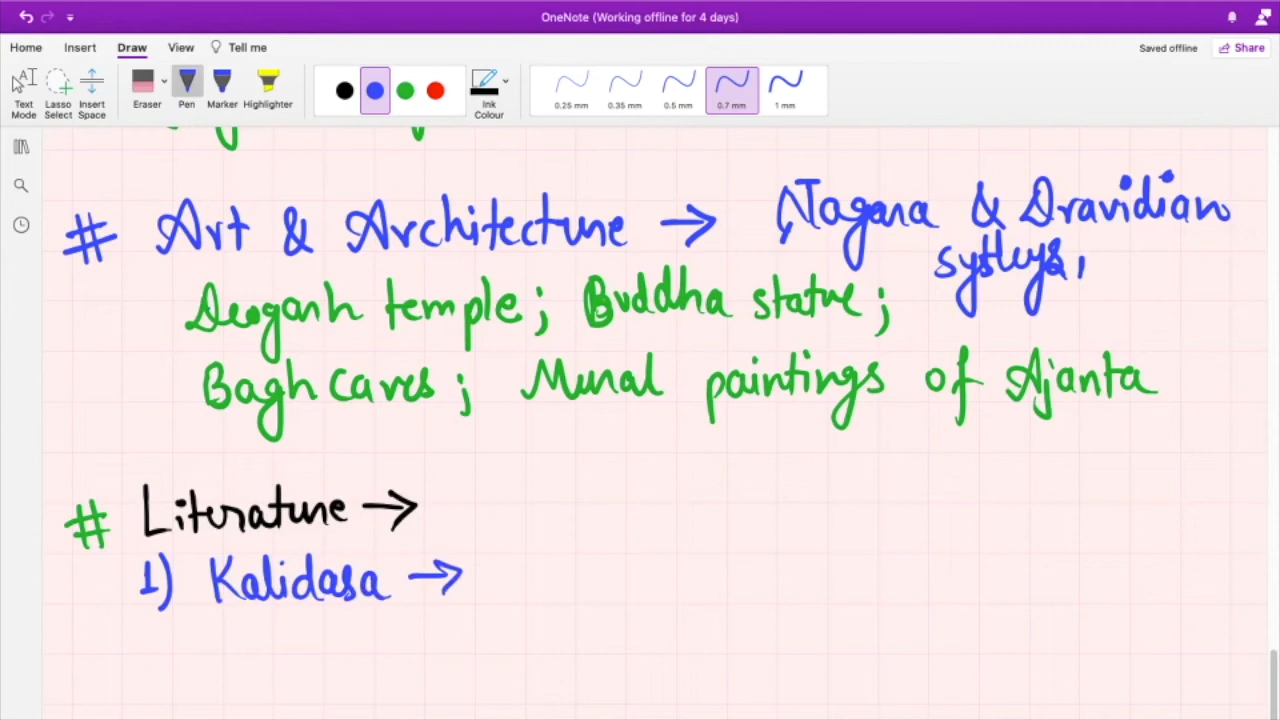 OneNote (Working offline for 4 days)
Home Insert Draw View Tell me Saved offline Share
Text Mode Lasso Select Insert Space Eraser Pen Marker Highlighter Ink Colour 0.25 mm 0.35 mm 0.5 mm 0.7 mm 1 mm
# Art & Architecture → Nagara & Dravidian
Deogarh temple; Buddha statue;
Bagh caves; Mural paintings of Ajanta
# Literature →
1) Kalidasa →